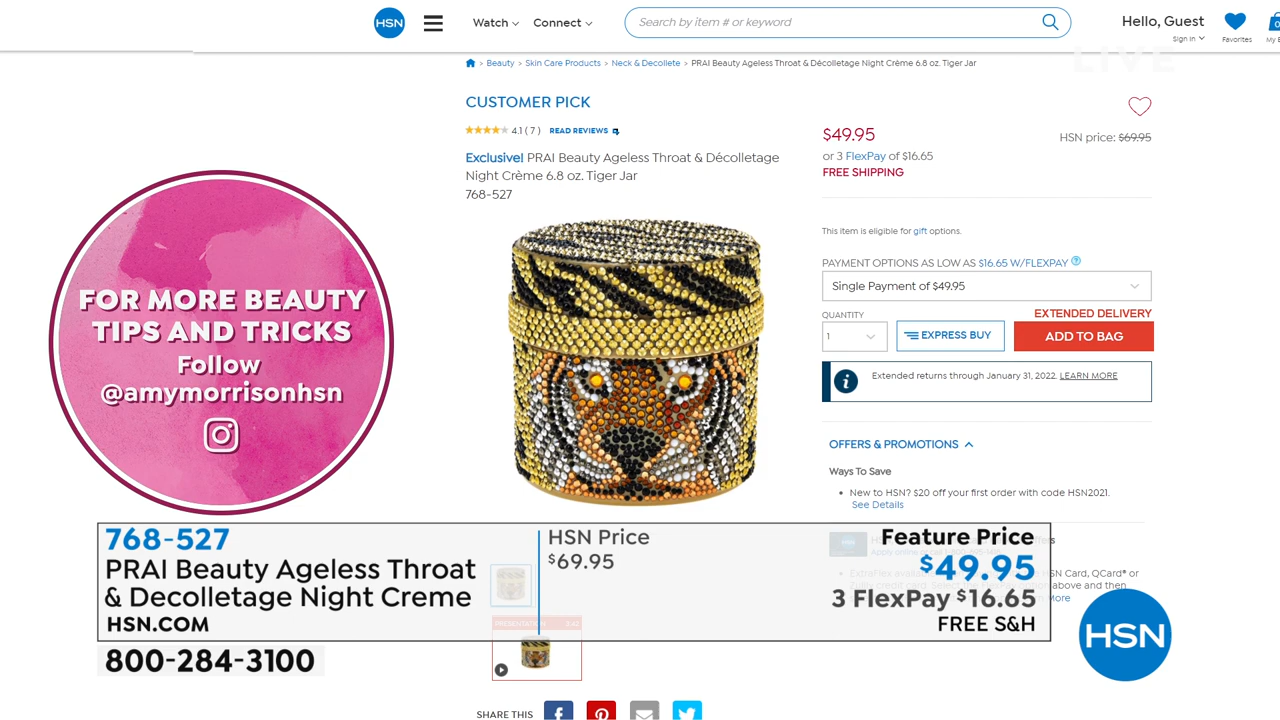 HSN
Watch
Connect
Search by item # or keyword
Hello, Guest
Sign In
Favorites
0
LIVE
> Beauty > Skin Care Products > Neck & Decollete > PRAI Beauty Ageless Throat & Décolletage Night Crème 6.8 oz. Tiger Jar
CUSTOMER PICK
4.1 ( 7 ) READ REVIEWS
Exclusive! PRAI Beauty Ageless Throat & Décolletage
Night Crème 6.8 oz. Tiger Jar
768-527
$49.95
HSN price: $69.95
or 3 FlexPay of $16.65
FREE SHIPPING
This item is eligible for gift options.
PAYMENT OPTIONS AS LOW AS $16.65 W/FLEXPAY ?
Single Payment of $49.95
QUANTITY
EXTENDED DELIVERY
1
EXPRESS BUY
ADD TO BAG
Extended returns through January 31, 2022. LEARN MORE
OFFERS & PROMOTIONS
Ways To Save
• New to HSN? $20 off your first order with code HSN2021.
See Details
FOR MORE BEAUTY
TIPS AND TRICKS
Follow
@amymorrisonhsn
768-527
PRAI Beauty Ageless Throat
& Decolletage Night Creme
HSN.COM
HSN Price
$69.95
Feature Price
$49.95
3 FlexPay $16.65
FREE S&H
800-284-3100
HSN
PRESENTATION 3:42
SHARE THIS